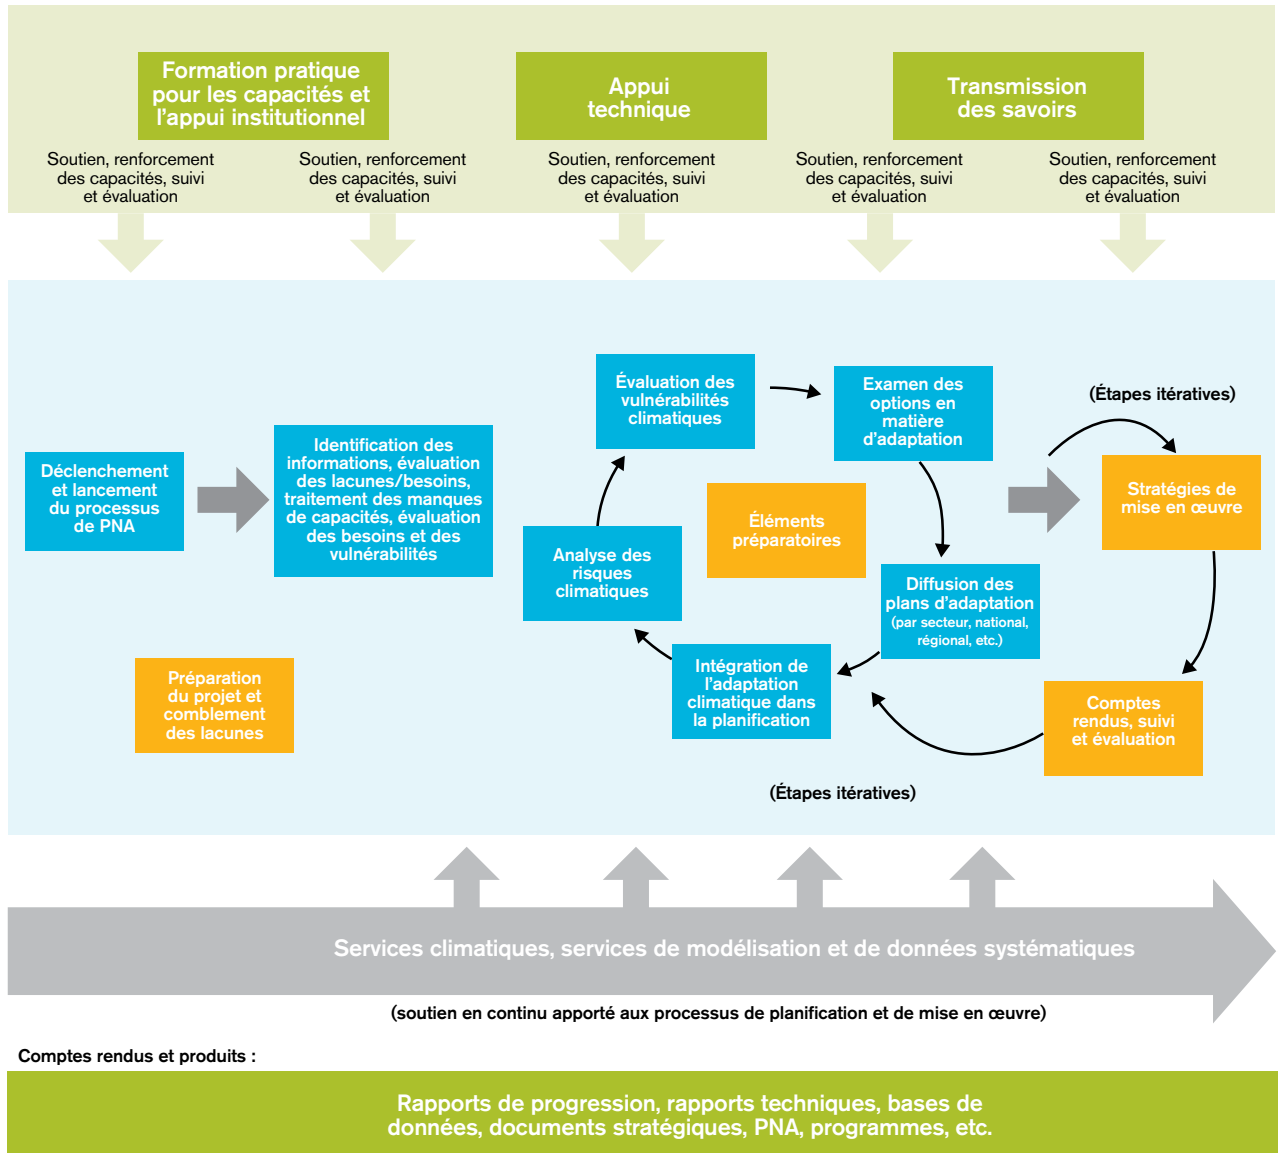 Formation pratique
pour les capacités et
l'appui institutionnel
Appui
technique
Transmission
des savoirs
Soutien, renforcement
des capacités, suivi
et évaluation
Soutien, renforcement
des capacités, suivi
et évaluation
Soutien, renforcement
des capacités, suivi
et évaluation
Soutien, renforcement
des capacités, suivi
et évaluation
Soutien, renforcement
des capacités, suivi
et évaluation
Déclenchement
et lancement
du processus
de PNA
Identification des
informations, évaluation
des lacunes/besoins,
traitement des manques
de capacités, évaluation
des besoins et des
vulnérabilités
Préparation
du projet et
comblement
des lacunes
Évaluation des
vulnérabilités
climatiques
Examen des
options en
matière
d'adaptation
Éléments
préparatoires
Analyse des
risques
climatiques
Diffusion des
plans d'adaptation
(par secteur, national,
régional, etc.)
Intégration de
l'adaptation
climatique dans
la planification
(Étapes itératives)
Stratégies de
mise en œuvre
Comptes
rendus, suivi
et évaluation
(Étapes itératives)
Services climatiques, services de modélisation et de données systématiques
(soutien en continu apporté aux processus de planification et de mise en œuvre)
Comptes rendus et produits :
Rapports de progression, rapports techniques, bases de
données, documents stratégiques, PNA, programmes, etc.